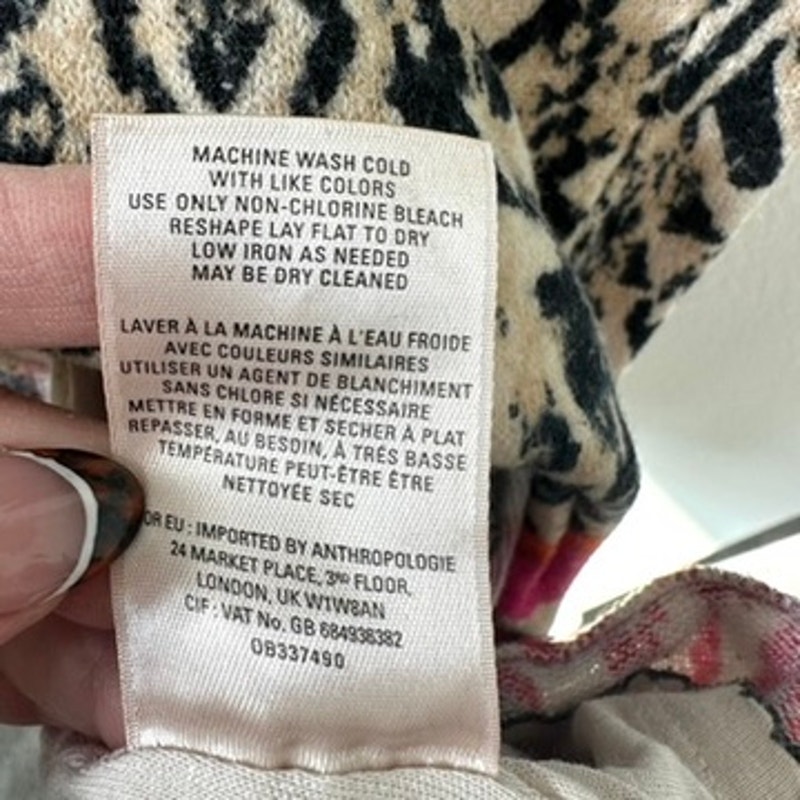 MACHINE WASH COLD
WITH LIKE COLORS
USE ONLY NON-CHLORINE BLEACH
RESHAPE LAY FLAT TO DRY
LOW IRON AS NEEDED
MAY BE DRY CLEANED
LAVER À LA MACHINE À L'EAU FROIDE
AVEC COULEURS SIMILAIRES
UTILISER UN AGENT DE BLANCHIMENT
SANS CHLORE SI NÉCESSAIRE
METTRE EN FORME ET SECHER À PLAT
REPASSER, AU BESOIN, À TRÉS BASSE
TEMPÉRATURE PEUT-ÊTRE ÊTRE
NETTOYÉE SEC
OR EU : IMPORTED BY ANTHROPOLOGIE
24 MARKET PLACE, 3RD FLOOR,
LONDON, UK W1W8AN
CIF : VAT No. GB 684938382
OB337490